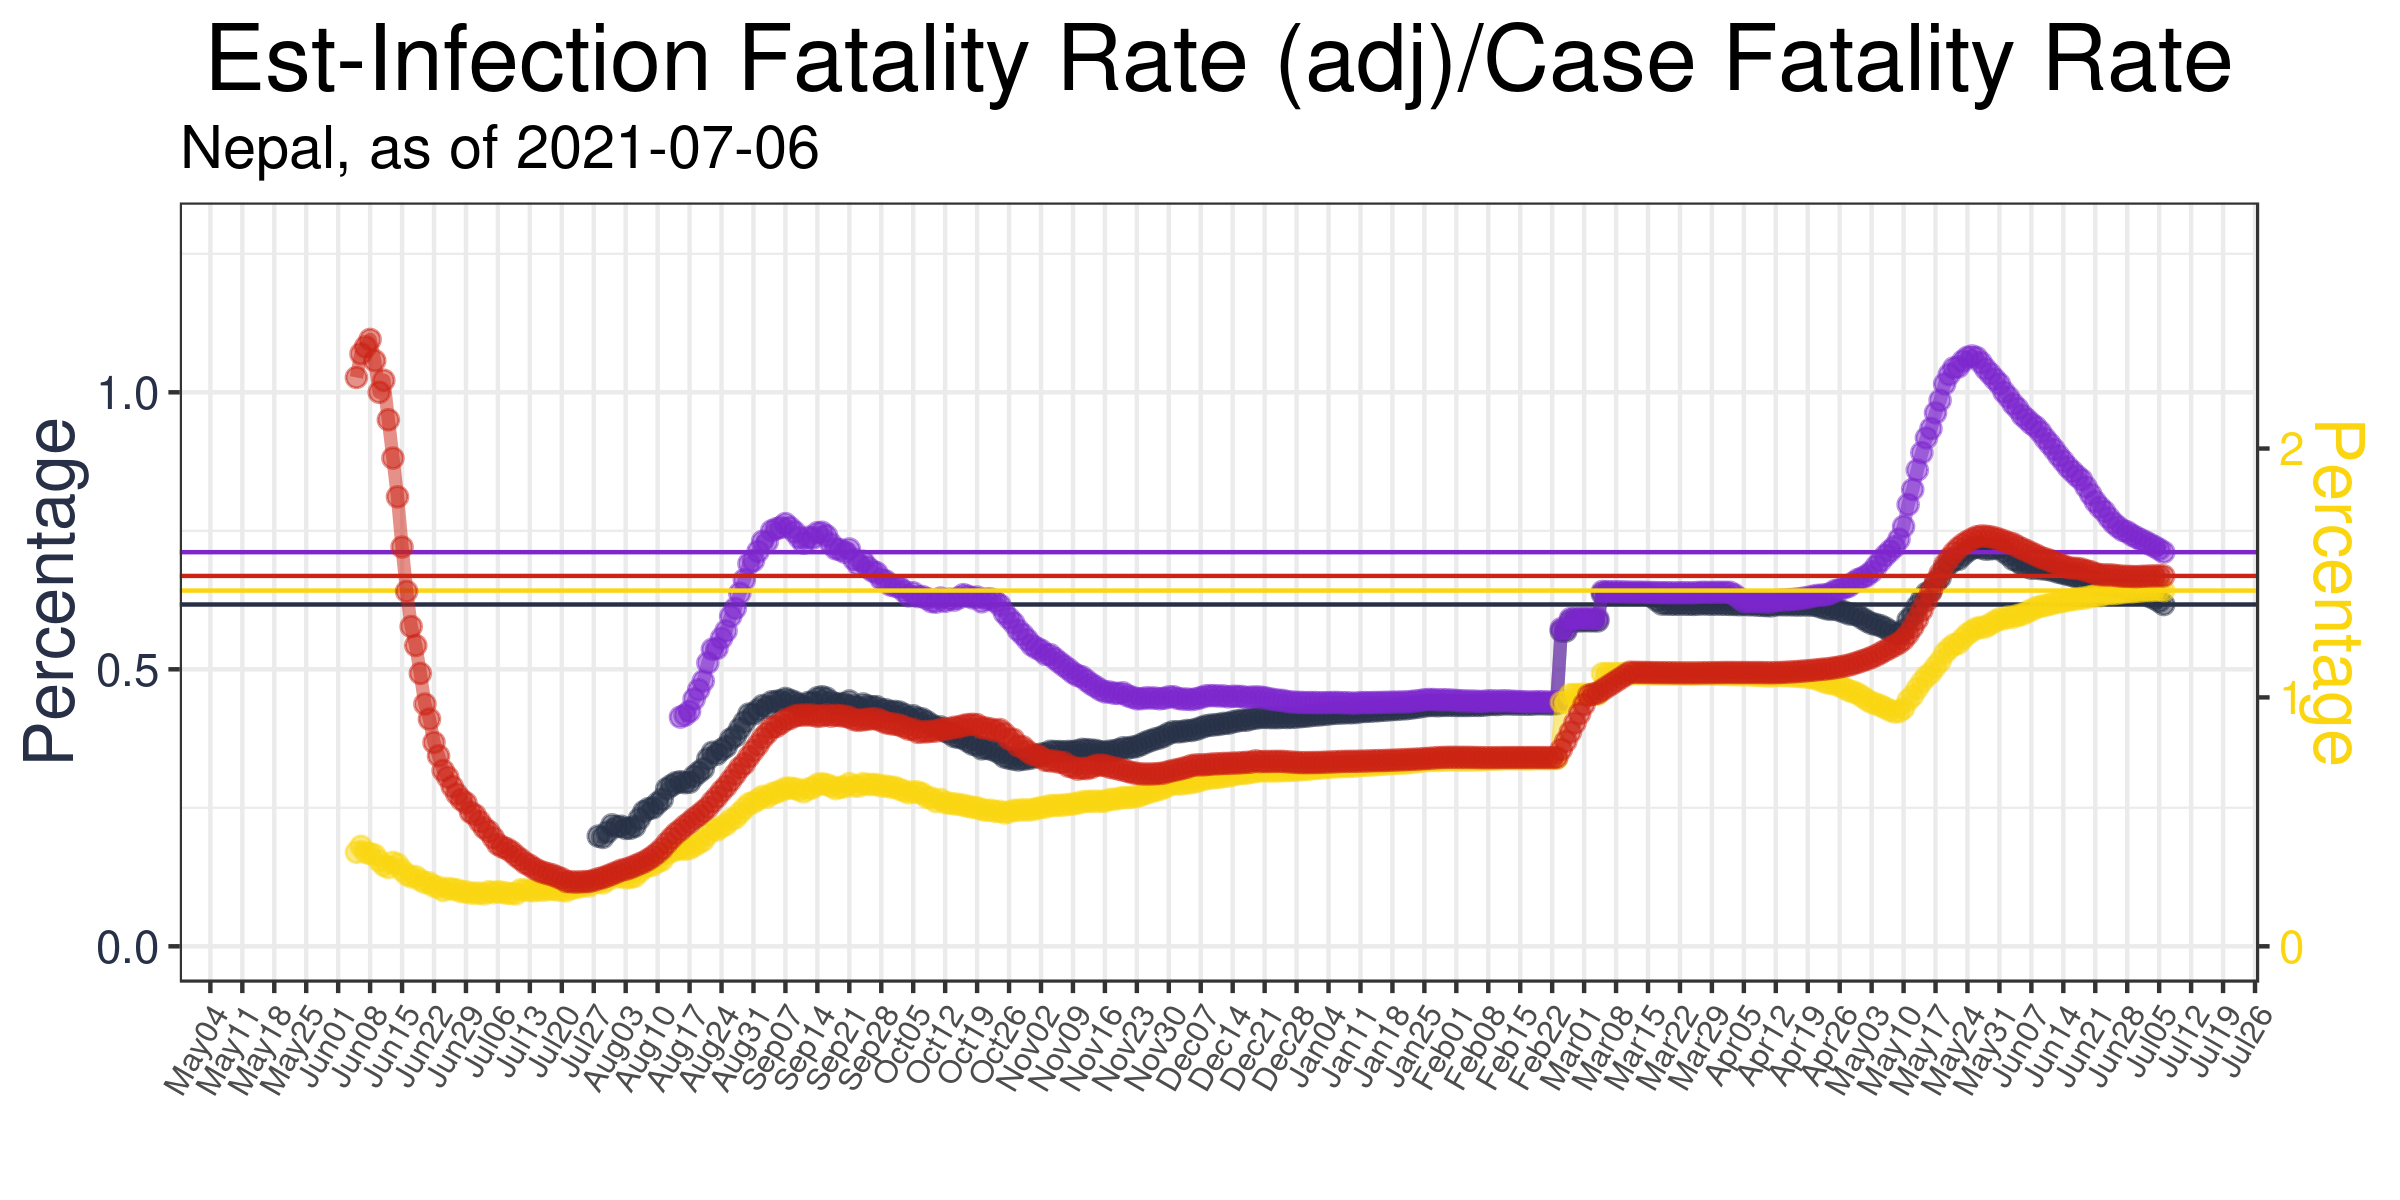 Est-Infection Fatality Rate (adj)/Case Fatality Rate
Nepal, as of 2021-07-06
Percentage
1.0
0.5
0.0
Percentage
2
1
0
May04
May11
May18
May25
Jun01
Jun08
Jun15
Jun22
Jun29
Jul06
Jul13
Jul20
Jul27
Aug03
Aug10
Aug17
Aug24
Aug31
Sep07
Sep14
Sep21
Sep28
Oct05
Oct12
Oct19
Oct26
Nov02
Nov09
Nov16
Nov23
Nov30
Dec07
Dec14
Dec21
Dec28
Jan04
Jan11
Jan18
Jan25
Feb01
Feb08
Feb15
Feb22
Mar01
Mar08
Mar15
Mar22
Mar29
Apr05
Apr12
Apr19
Apr26
May03
May10
May17
May24
May31
Jun07
Jun14
Jun21
Jun28
Jul05
Jul12
Jul19
Jul26